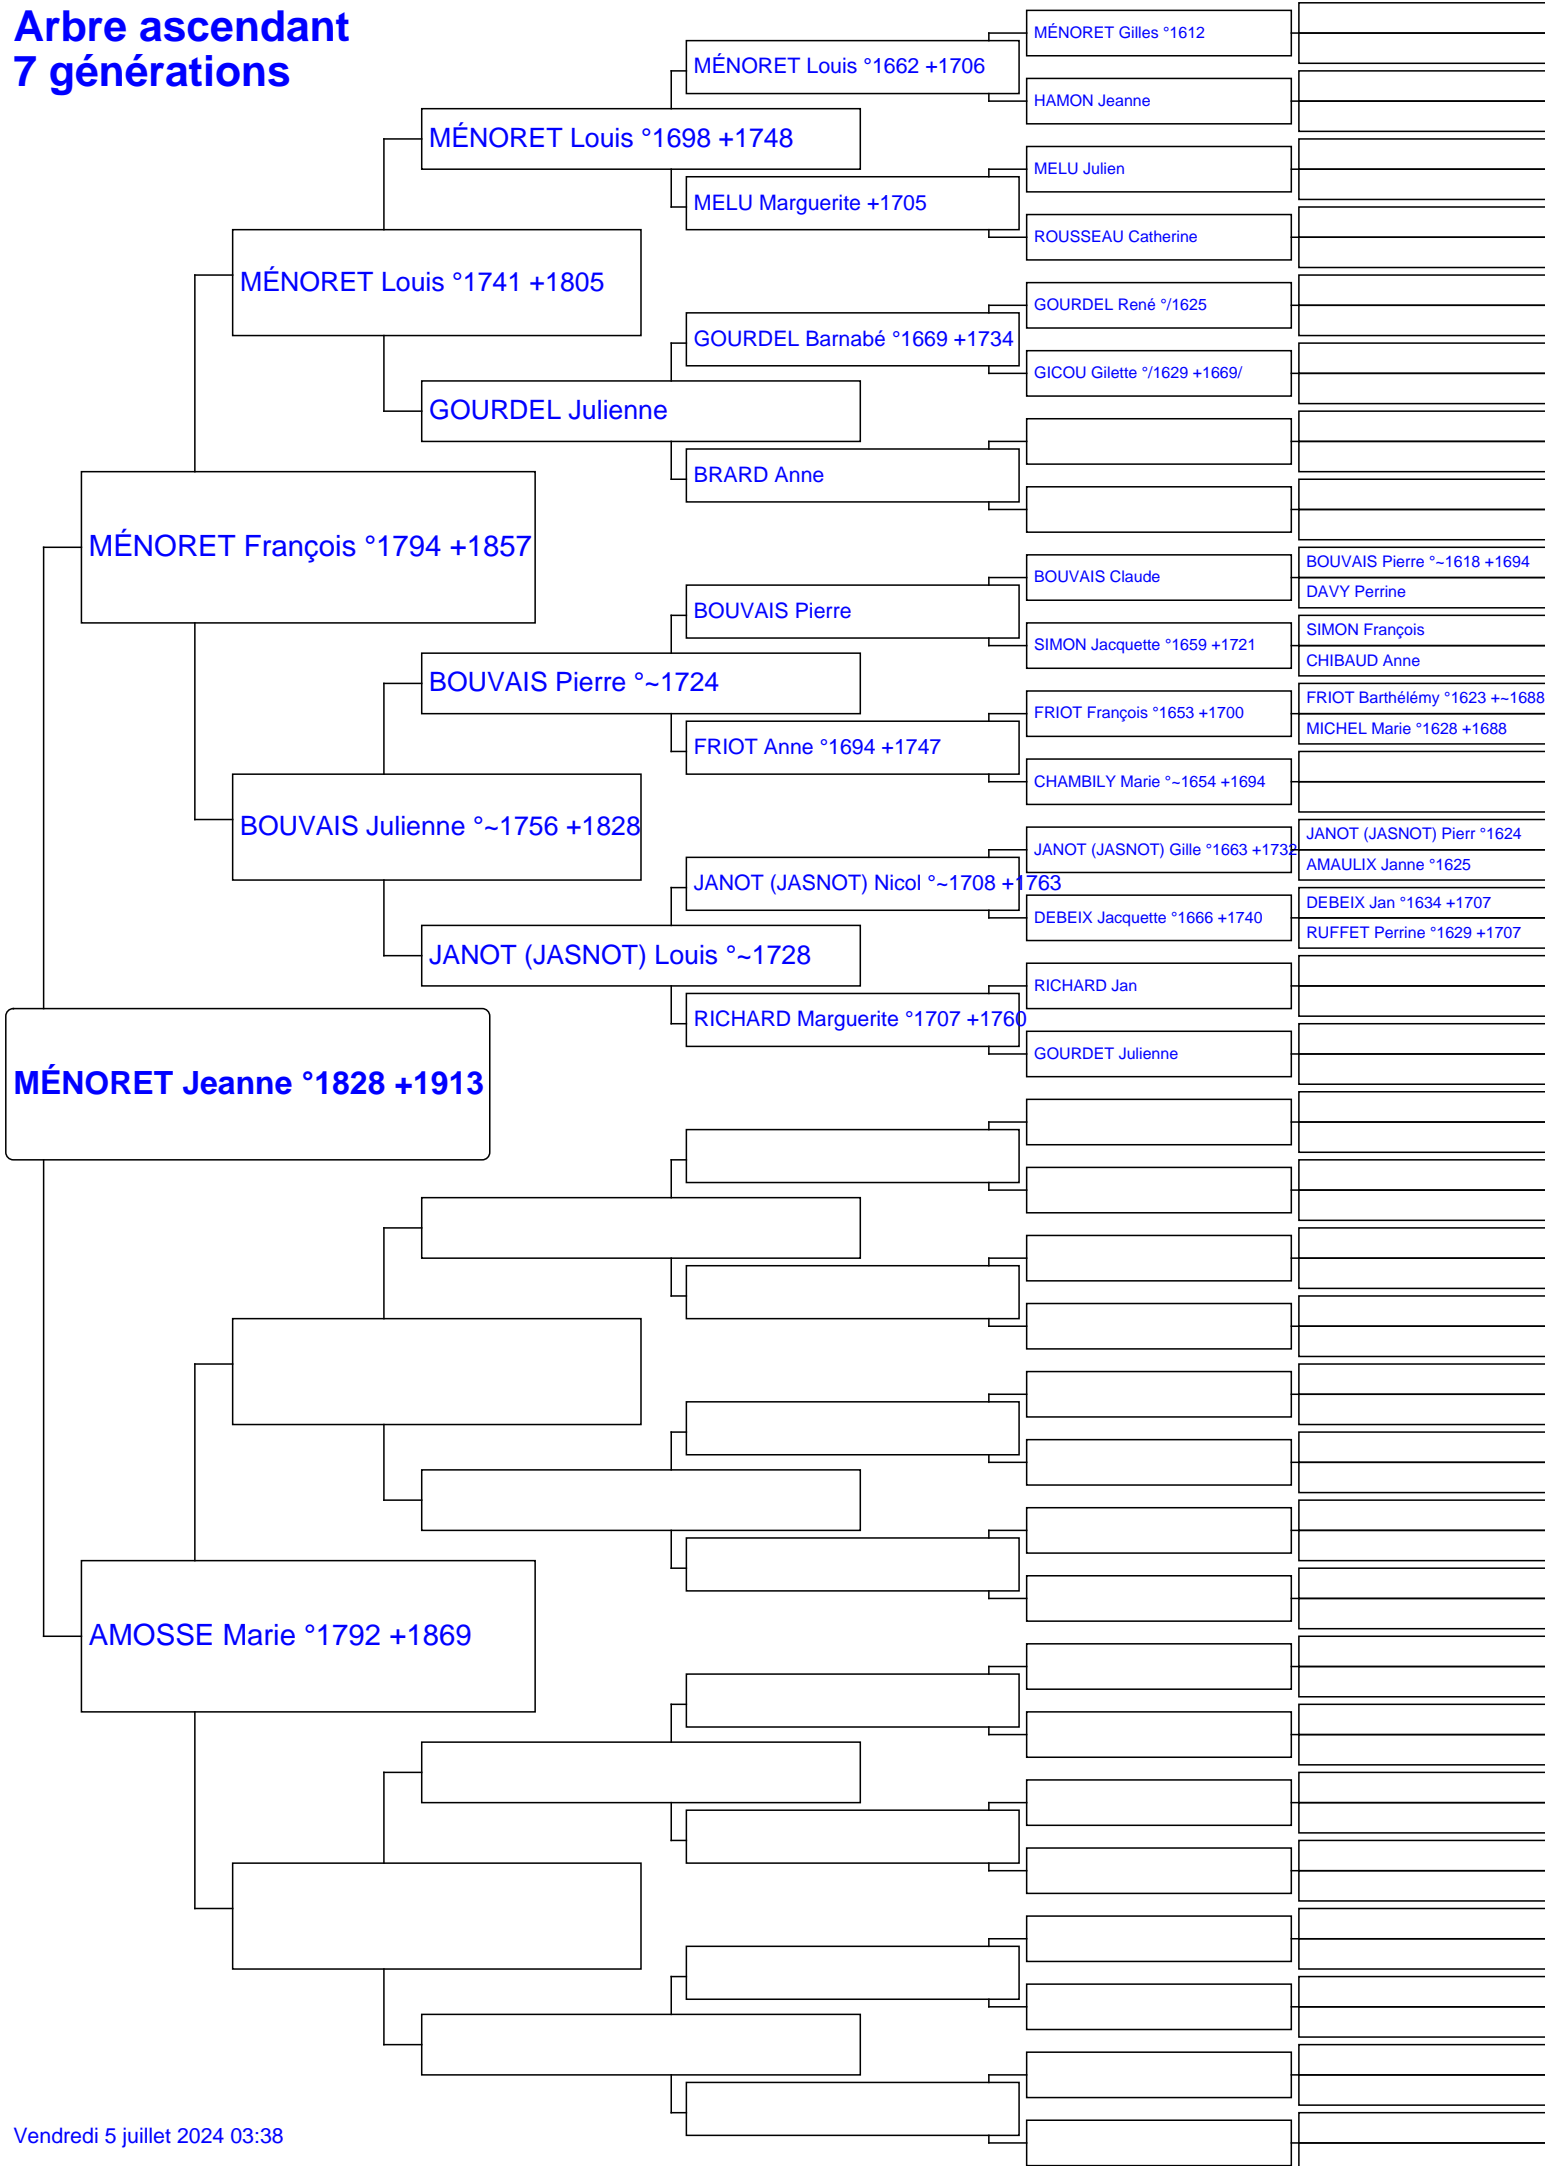 Arbre ascendant
7 générations
MÉNORET Jeanne °1828 +1913
MÉNORET François °1794 +1857
AMOSSE Marie °1792 +1869
MÉNORET Louis °1741 +1805
BOUVAIS Julienne °~1756 +1828
MÉNORET Louis °1698 +1748
GOURDEL Julienne
BOUVAIS Pierre °~1724
JANOT (JASNOT) Louis °~1728
MÉNORET Louis °1662 +1706
MELU Marguerite +1705
GOURDEL Barnabé °1669 +1734
BRARD Anne
BOUVAIS Pierre
FRIOT Anne °1694 +1747
JANOT (JASNOT) Nicol °~1708 +1763
RICHARD Marguerite °1707 +1760
MÉNORET Gilles °1612
HAMON Jeanne
MELU Julien
ROUSSEAU Catherine
GOURDEL René °/1625
GICOU Gilette °/1629 +1669/
BOUVAIS Claude
SIMON Jacquette °1659 +1721
FRIOT François °1653 +1700
CHAMBILY Marie °~1654 +1694
JANOT (JASNOT) Gille °1663 +1732
DEBEIX Jacquette °1666 +1740
RICHARD Jan
GOURDET Julienne
BOUVAIS Pierre °~1618 +1694
DAVY Perrine
SIMON François
CHIBAUD Anne
FRIOT Barthélémy °1623 +~1688
MICHEL Marie °1628 +1688
JANOT (JASNOT) Pierr °1624
AMAULIX Janne °1625
DEBEIX Jan °1634 +1707
RUFFET Perrine °1629 +1707
Vendredi 5 juillet 2024 03:38